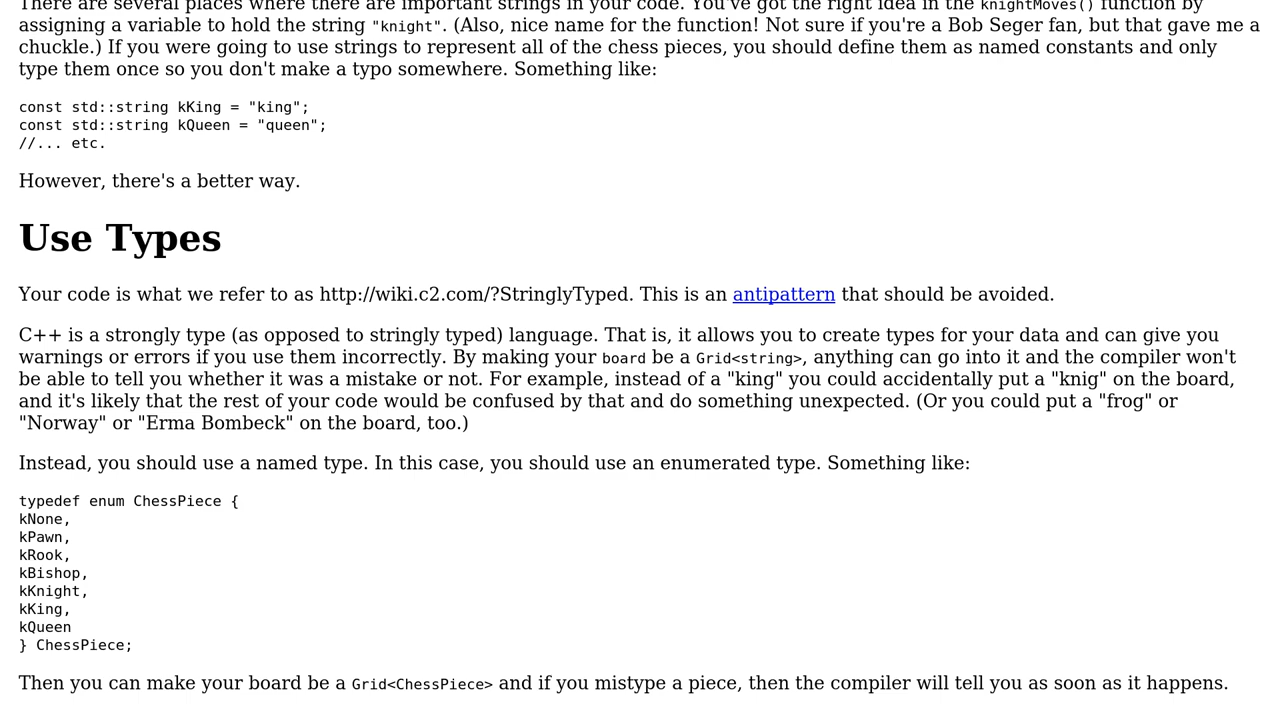 There are several places where there are important strings in your code. You've got the right idea in the knightMoves() function by
assigning a variable to hold the string "knight". (Also, nice name for the function! Not sure if you're a Bob Seger fan, but that gave me a
chuckle.) If you were going to use strings to represent all of the chess pieces, you should define them as named constants and only
type them once so you don't make a typo somewhere. Something like:
const std::string kKing = "king";
const std::string kQueen = "queen";
//... etc.
However, there's a better way.
Use Types
Your code is what we refer to as http://wiki.c2.com/?StringlyTyped. This is an antipattern that should be avoided.
C++ is a strongly type (as opposed to stringly typed) language. That is, it allows you to create types for your data and can give you
warnings or errors if you use them incorrectly. By making your board be a Grid<string>, anything can go into it and the compiler won't
be able to tell you whether it was a mistake or not. For example, instead of a "king" you could accidentally put a "knig" on the board,
and it's likely that the rest of your code would be confused by that and do something unexpected. (Or you could put a "frog" or
"Norway" or "Erma Bombeck" on the board, too.)
Instead, you should use a named type. In this case, you should use an enumerated type. Something like:
typedef enum ChessPiece {
kNone,
kPawn,
kRook,
kBishop,
kKnight,
kKing,
kQueen
} ChessPiece;
Then you can make your board be a Grid<ChessPiece> and if you mistype a piece, then the compiler will tell you as soon as it happens.